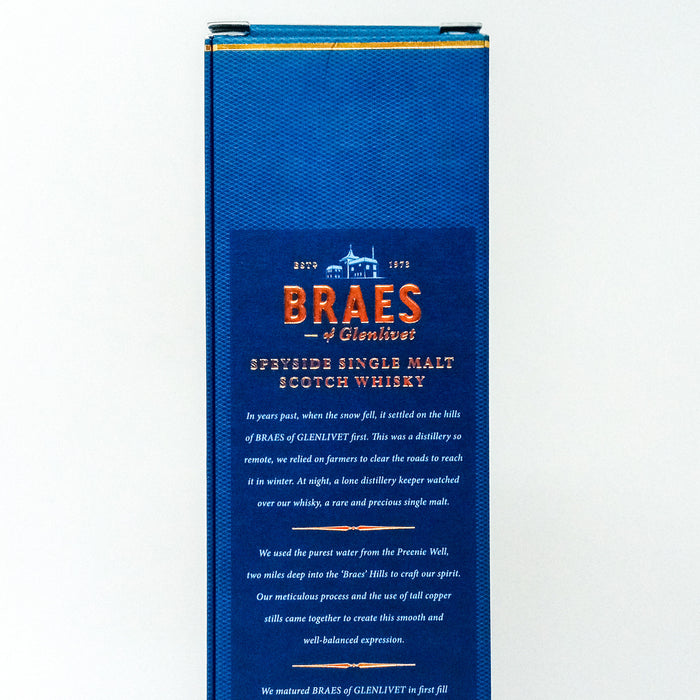 ESTD 1973
BRAES
of Glenlivet
SPEYSIDE SINGLE MALT
SCOTCH WHISKY
In years past, when the snow fell, it settled on the hills
of BRAES of GLENLIVET first. This was a distillery so
remote, we relied on farmers to clear the roads to reach
it in winter. At night, a lone distillery keeper watched
over our whisky, a rare and precious single malt.
We used the purest water from the Preenie Well,
two miles deep into the ‘Braes’ Hills to craft our spirit.
Our meticulous process and the use of tall copper
stills came together to create this smooth and
well-balanced expression.
We matured BRAES of GLENLIVET in first fill